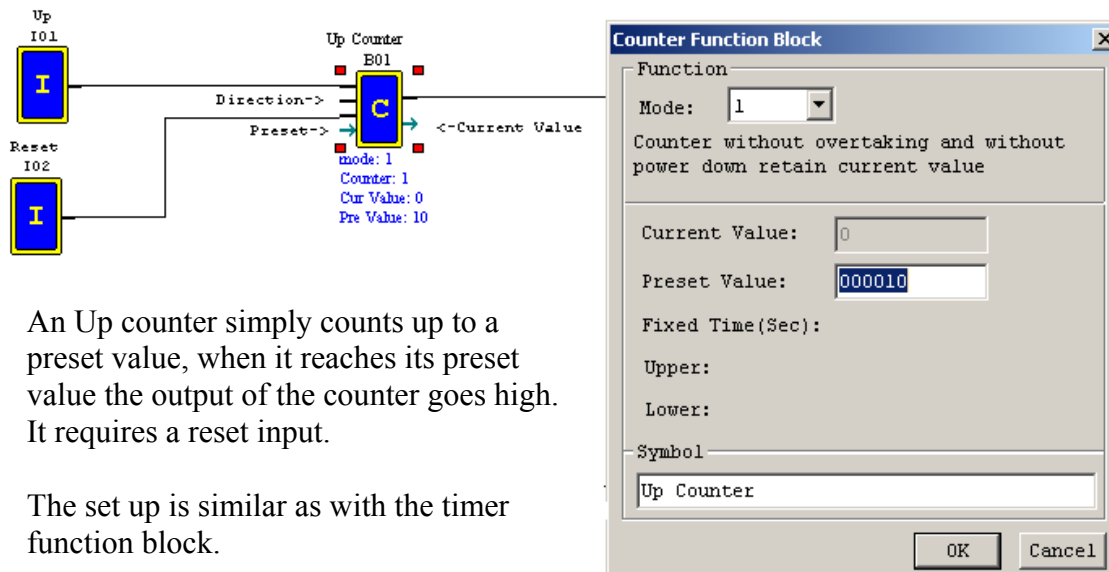 Up
I01
I
Reset
I02
I
Up Counter
B01
Direction->
C
Preset->
<-Current Value
mode: 1
Counter: 1
Cur Value: 0
Pre Value: 10
An Up counter simply counts up to a
preset value, when it reaches its preset
value the output of the counter goes high.
It requires a reset input.
The set up is similar as with the timer
function block.
Counter Function Block
Function
Mode: 1
Counter without overtaking and without
power down retain current value
Current Value: 0
Preset Value: 000010
Fixed Time(Sec):
Upper:
Lower:
Symbol
Up Counter
OK Cancel